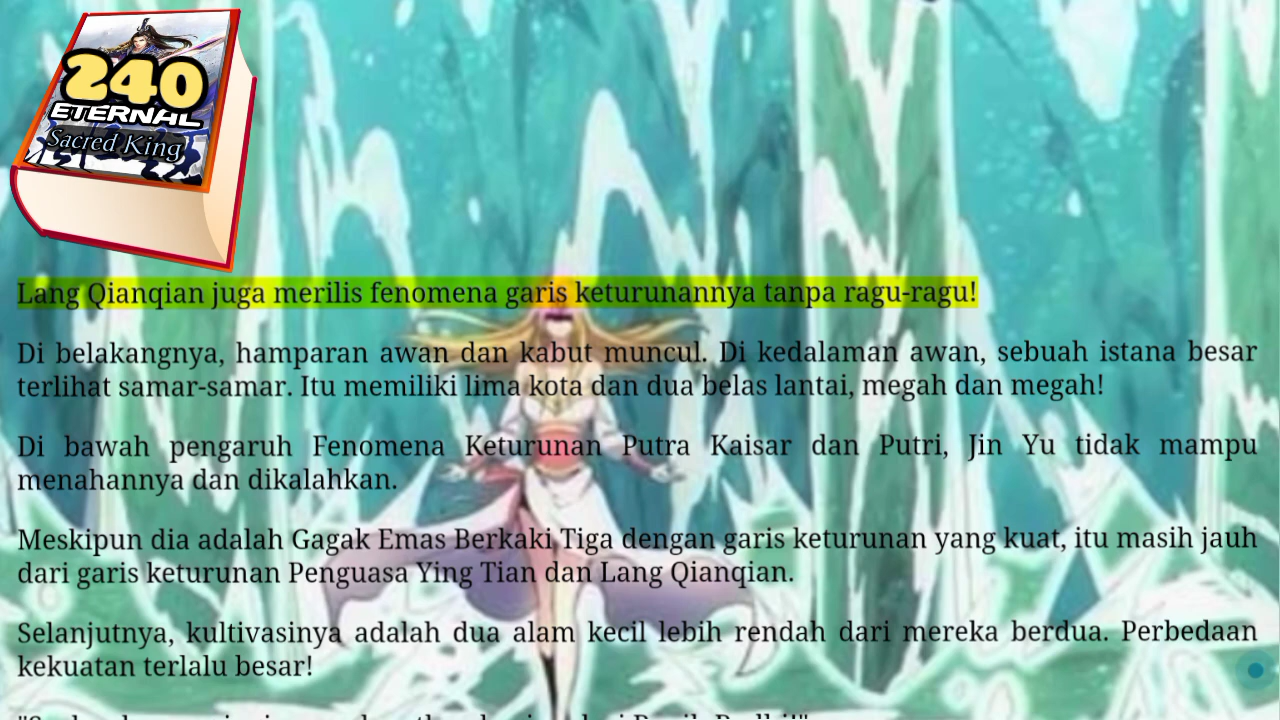 240
ETERNAL
Sacred King
Lang Qianqian juga merilis fenomena garis keturunannya tanpa ragu-ragu!
Di belakangnya, hamparan awan dan kabut muncul. Di kedalaman awan, sebuah istana besar
terlihat samar-samar. Itu memiliki lima kota dan dua belas lantai, megah dan megah!
Di bawah pengaruh Fenomena Keturunan Putra Kaisar dan Putri, Jin Yu tidak mampu
menahannya dan dikalahkan.
Meskipun dia adalah Gagak Emas Berkaki Tiga dengan garis keturunan yang kuat, itu masih jauh
dari garis keturunan Penguasa Ying Tian dan Lang Qianqian.
Selanjutnya, kultivasinya adalah dua alam kecil lebih rendah dari mereka berdua. Perbedaan
kekuatan terlalu besar!